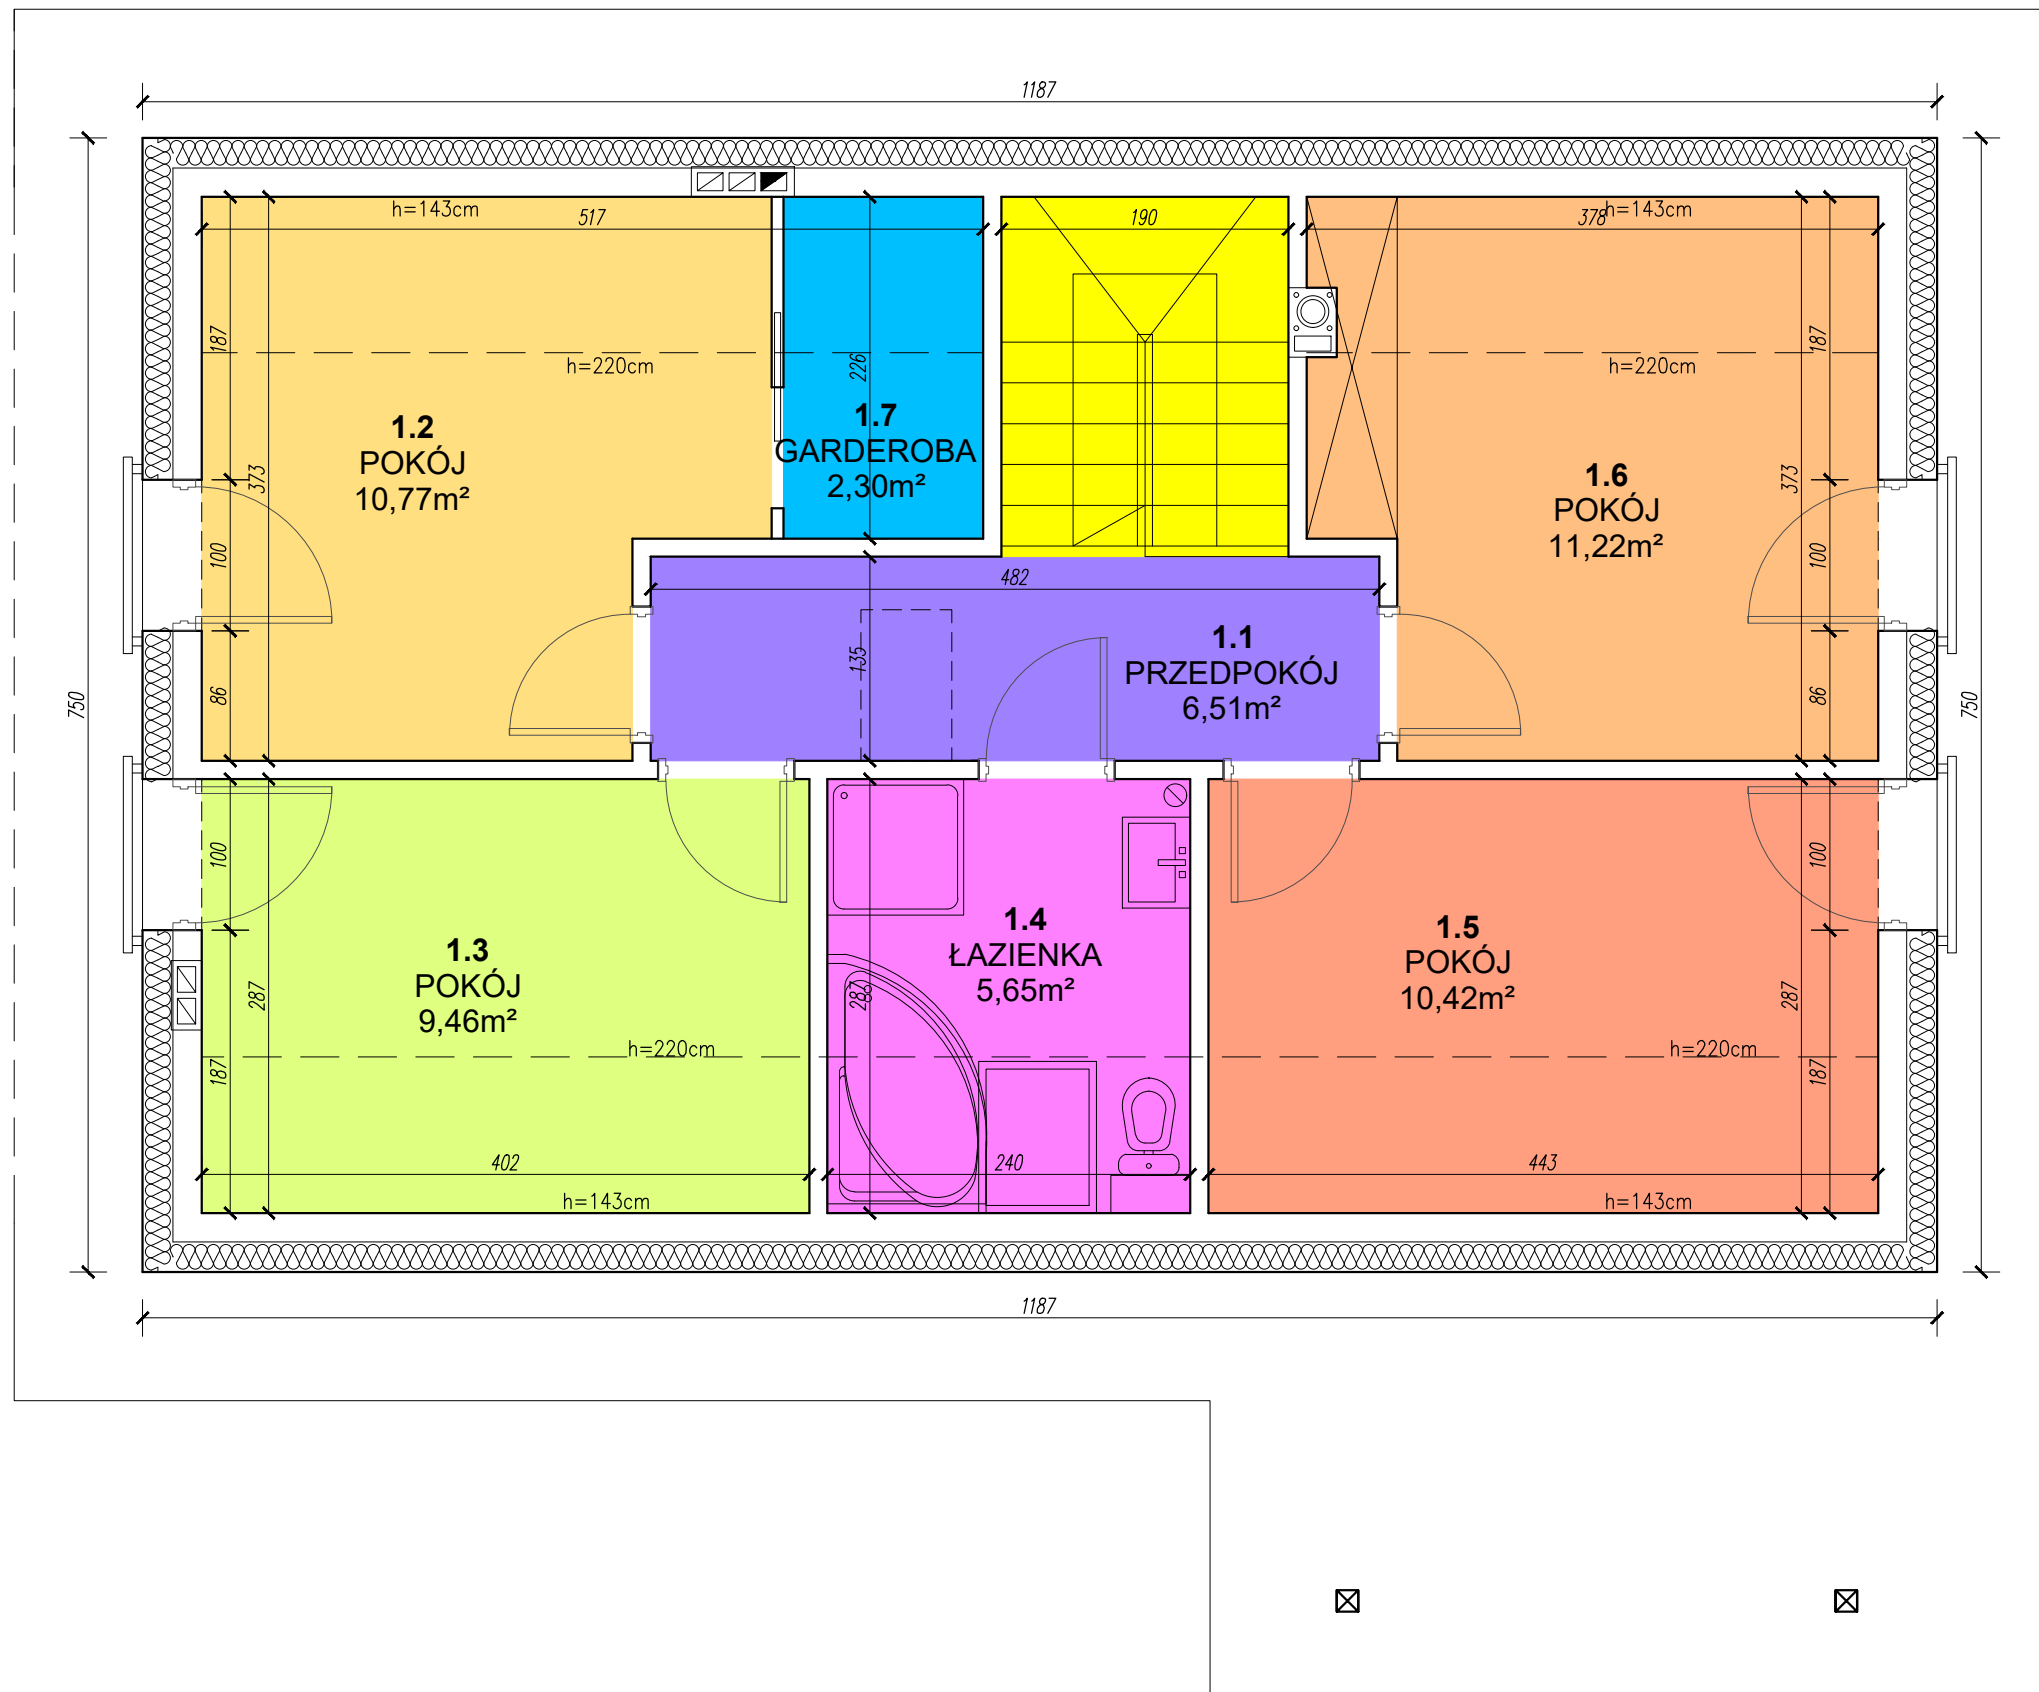 1187
h=143cm
517
190
378
h=143cm
187
h=220cm
226
h=220cm
187
1.2
POKÓJ
10,77m²
373
1.7
GARDEROBA
2,30m²
1.6
POKÓJ
11,22m²
373
100
482
100
750
86
135
1.1
PRZEDPOKÓJ
6,51m²
86
750
100
100
1.3
POKÓJ
9,46m²
287
1.4
ŁAZIENKA
5,65m²
287
1.5
POKÓJ
10,42m²
287
187
h=220cm
h=220cm
187
402
240
443
h=143cm
h=143cm
1187